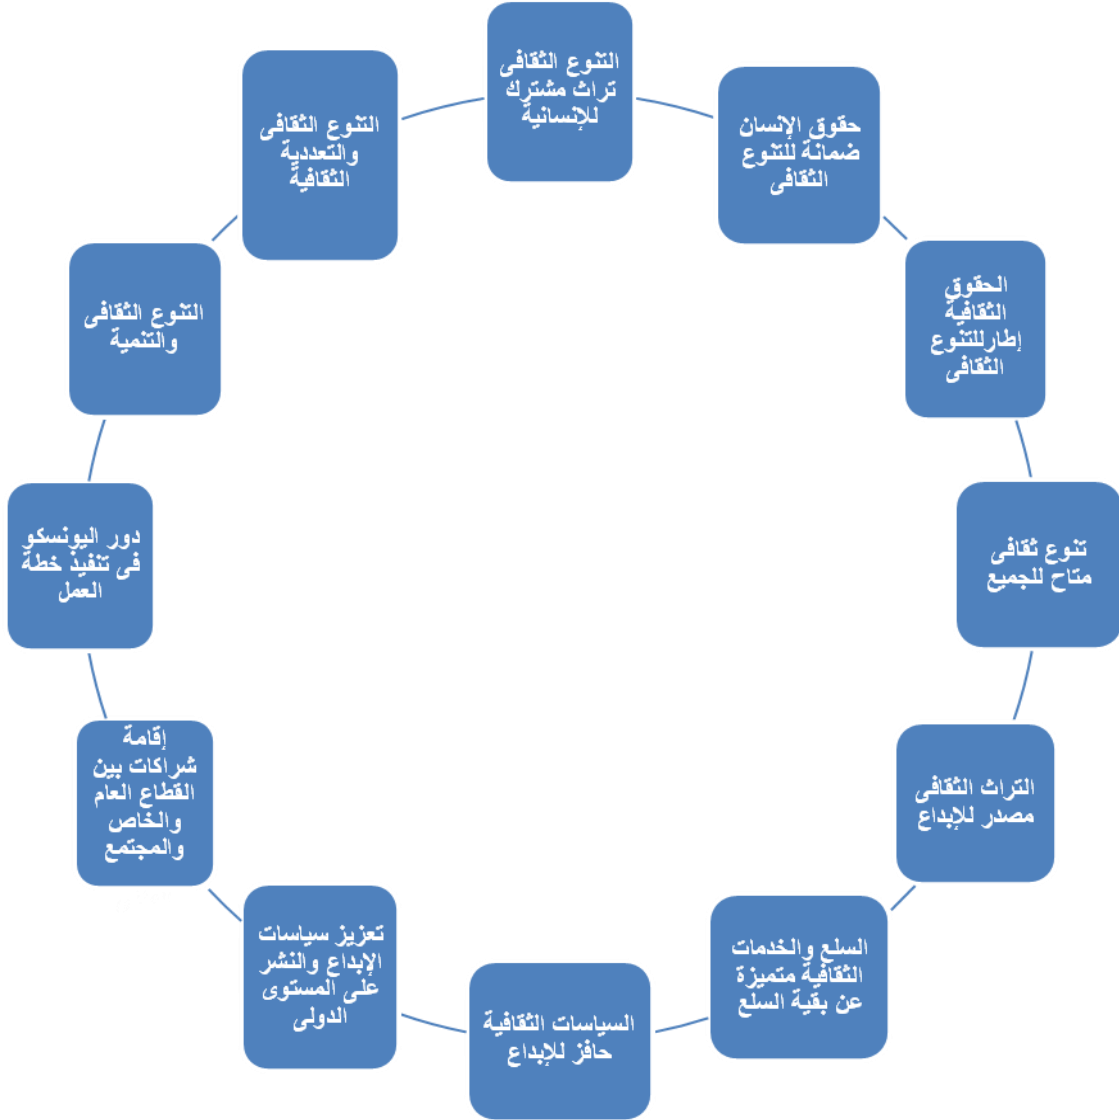 التنوع الثقافى
تراث مشترك
للإنسانية
حقوق الإنسان
ضمانة للتنوع
الثقافى
الحقوق
الثقافية
إطارللتنوع
الثقافى
تنوع ثقافى
متاح للجميع
التراث الثقافى
مصدر للإبداع
السلع والخدمات
الثقافية متميزة
عن بقية السلع
السياسات الثقافية
حافز للإبداع
تعزيز سياسات
الإبداع والنشر
على المستوى
الدولى
إقامة
شراكات بين
القطاع العام
والخاص
والمجتمع
دور اليونسكو
فى تنفيذ خطة
العمل
التنوع الثقافى
والتنمية
التنوع الثقافى
والتعددية
الثقافية